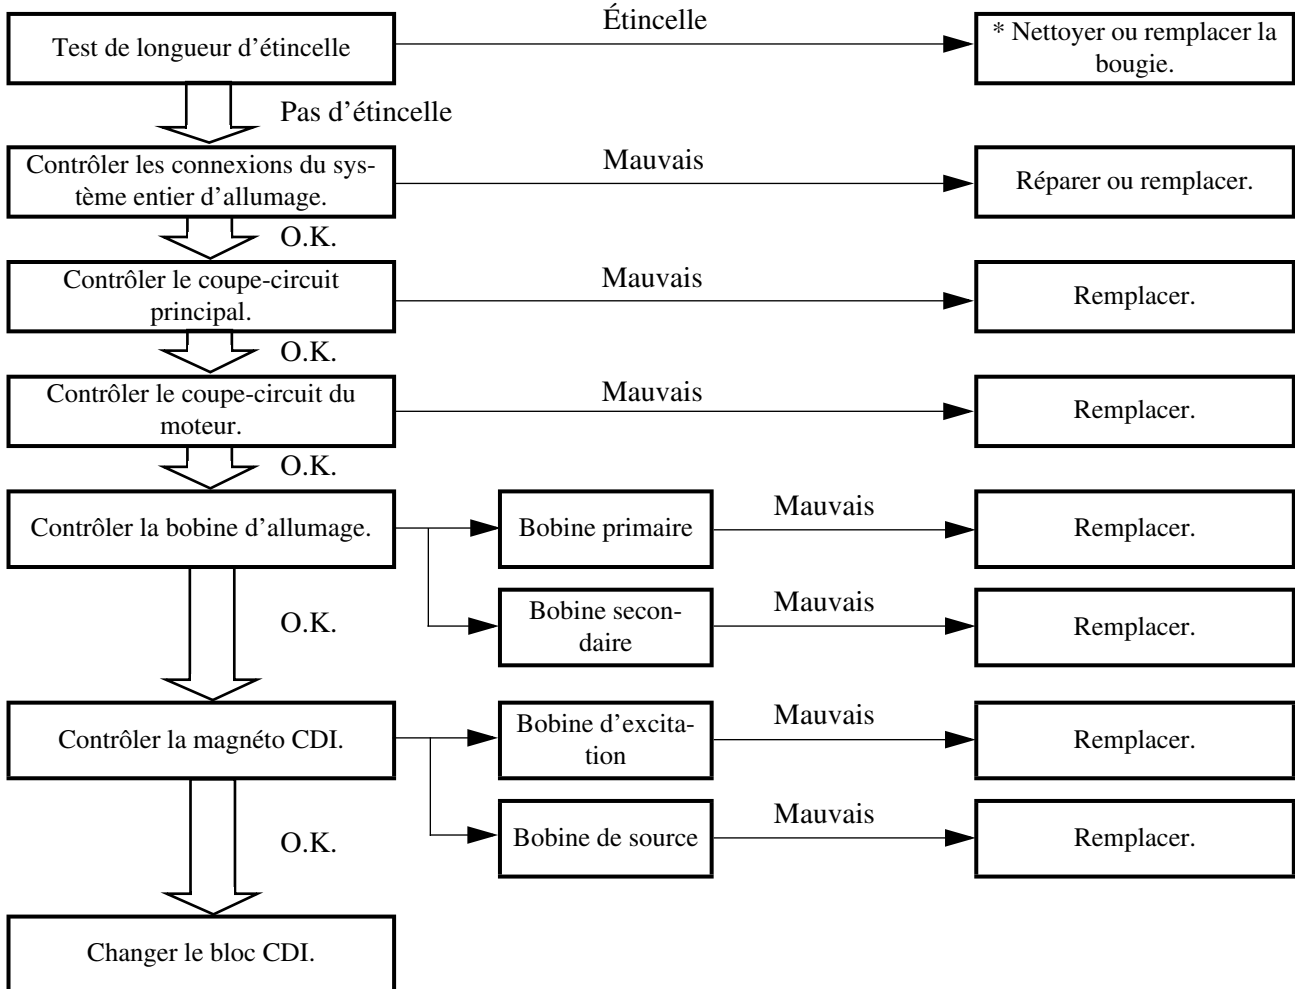 Étincelle
Test de longueur d'étincelle
* Nettoyer ou remplacer la
bougie.
Pas d'étincelle
Contrôler les connexions du sys-
tème entier d'allumage.
Mauvais
Réparer ou remplacer.
O.K.
Contrôler le coupe-circuit
principal.
Mauvais
Remplacer.
O.K.
Contrôler le coupe-circuit du
moteur.
Mauvais
Remplacer.
O.K.
Contrôler la bobine d'allumage.
Bobine primaire
Mauvais
Remplacer.
Bobine secon-
daire
Mauvais
Remplacer.
O.K.
Contrôler la magnéto CDI.
Bobine d'excita-
tion
Mauvais
Remplacer.
Bobine de source
Mauvais
Remplacer.
O.K.
Changer le bloc CDI.